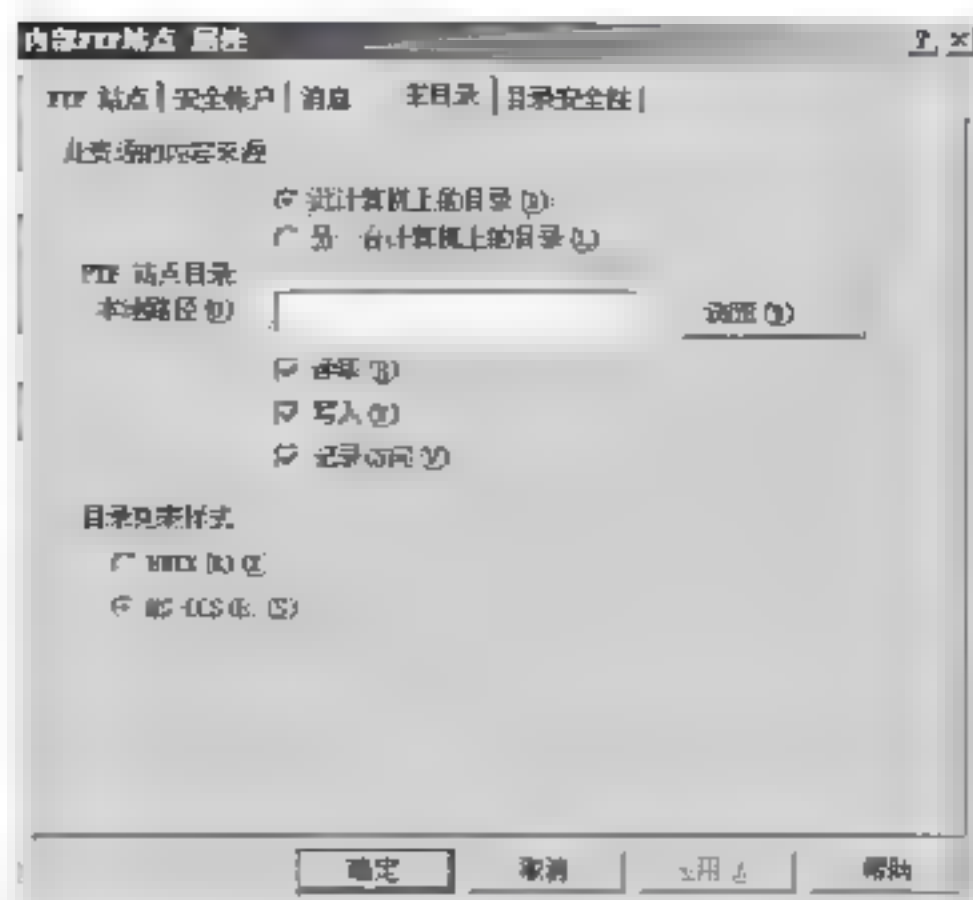 内部FTP站点 属性
FTP 站点 安全帐户 消息 主目录 目录安全性
此资源的内容来源
此计算机上的目录(D)
另一台计算机上的目录(L)
FTP 站点目录
本地路径(O)
浏览(O)
读取(R)
写入(W)
记录访问(V)
目录列表样式
UNIX (R) (X)
MS-DOS (R) (S)
确定 取消 应用(A) 帮助